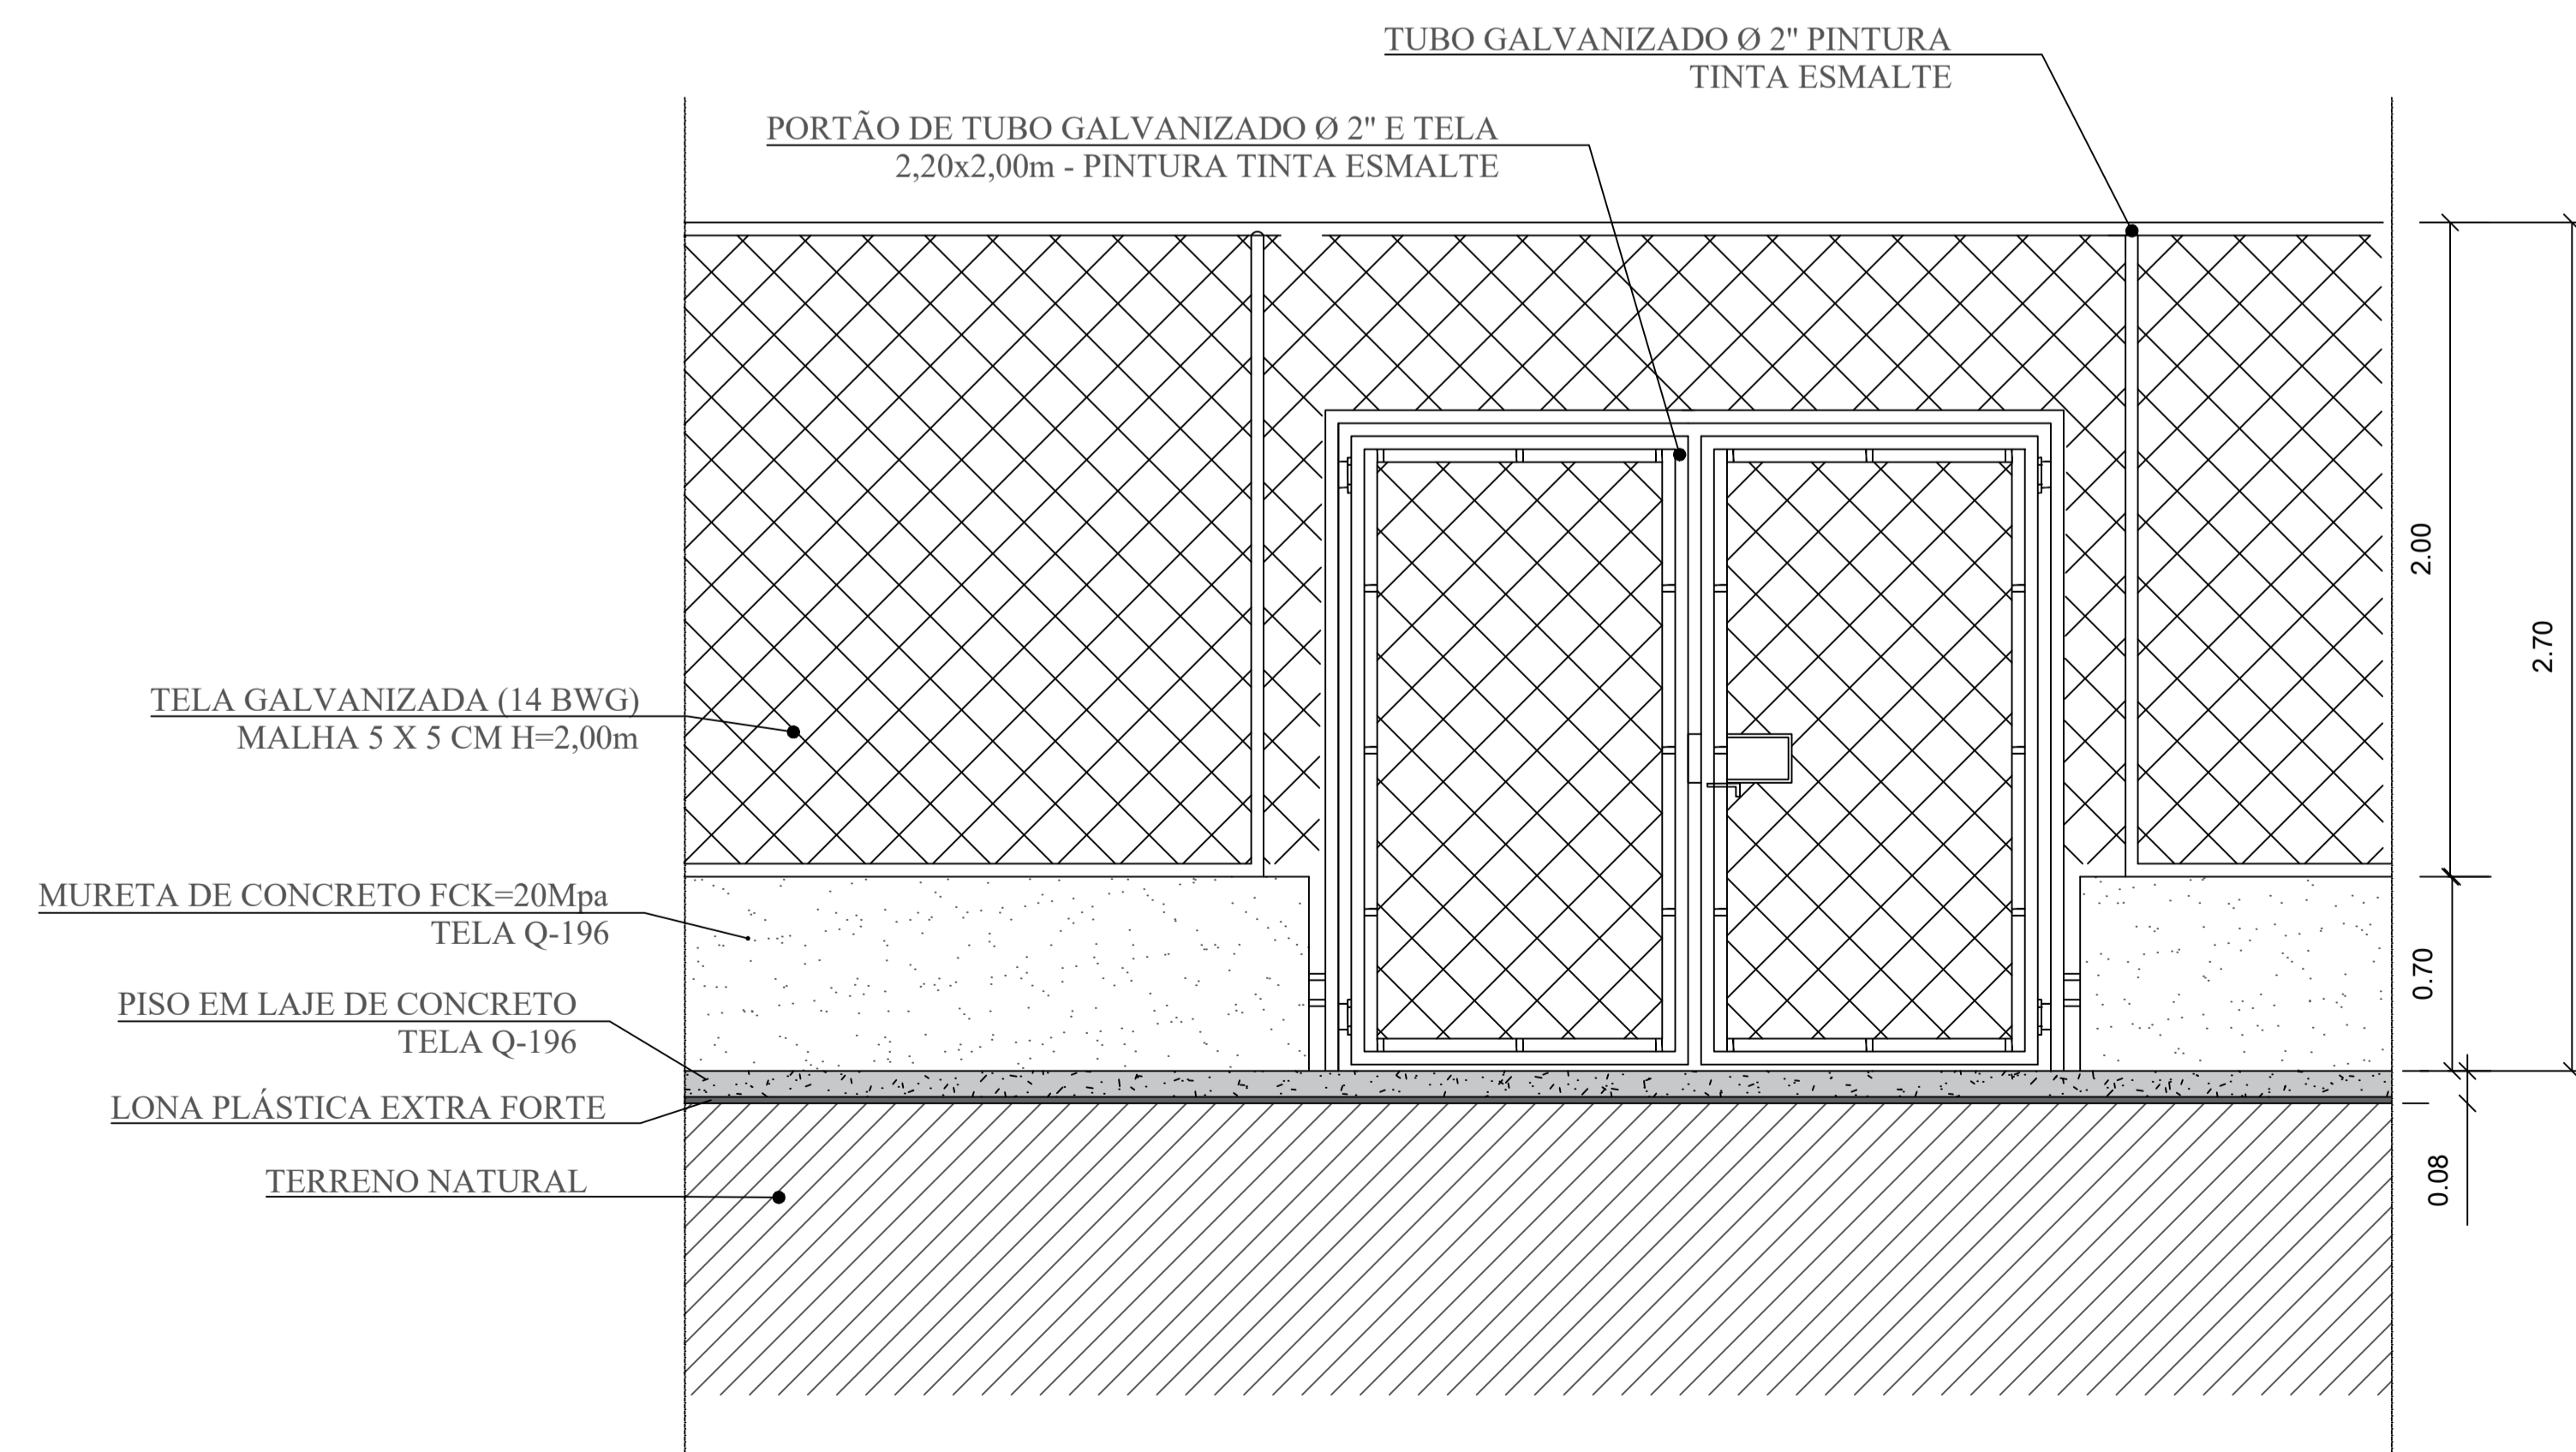 TUBO GALVANIZADO Ø 2" PINTURA
TINTA ESMALTE
PORTÃO DE TUBO GALVANIZADO Ø 2" E TELA
2,20x2,00m - PINTURA TINTA ESMALTE
TELA GALVANIZADA (14 BWG)
MALHA 5 X 5 CM H=2,00m
MURETA DE CONCRETO FCK=20Mpa
TELA Q-196
PISO EM LAJE DE CONCRETO
TELA Q-196
LONA PLÁSTICA EXTRA FORTE
TERRENO NATURAL
2.00
2.70
0.70
0.08